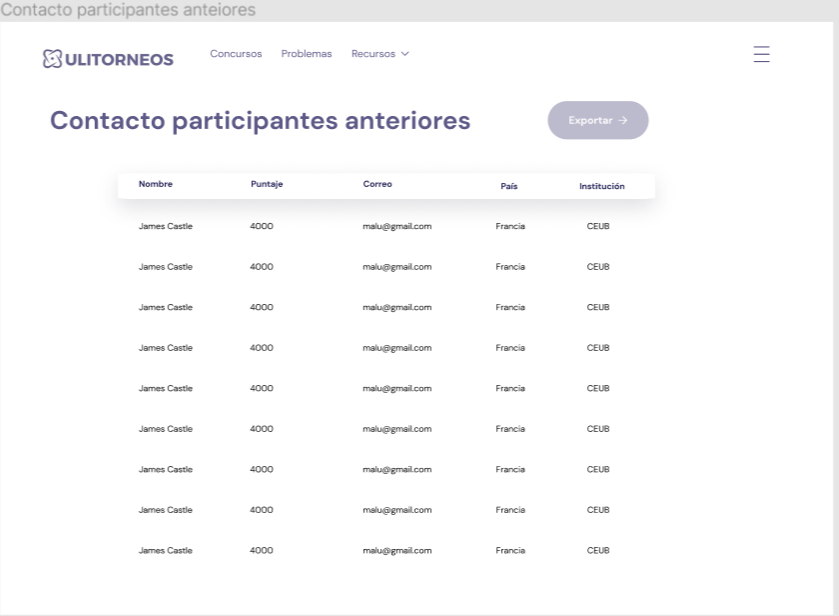 Contacto participantes anteiores
ULITORNEOS Concursos Problemas Recursos
Contacto participantes anteriores Exportar →
Nombre Puntaje Correo País Institución
James Castle 4000 malu@gmail.com Francia CEUB
James Castle 4000 malu@gmail.com Francia CEUB
James Castle 4000 malu@gmail.com Francia CEUB
James Castle 4000 malu@gmail.com Francia CEUB
James Castle 4000 malu@gmail.com Francia CEUB
James Castle 4000 malu@gmail.com Francia CEUB
James Castle 4000 malu@gmail.com Francia CEUB
James Castle 4000 malu@gmail.com Francia CEUB
James Castle 4000 malu@gmail.com Francia CEUB